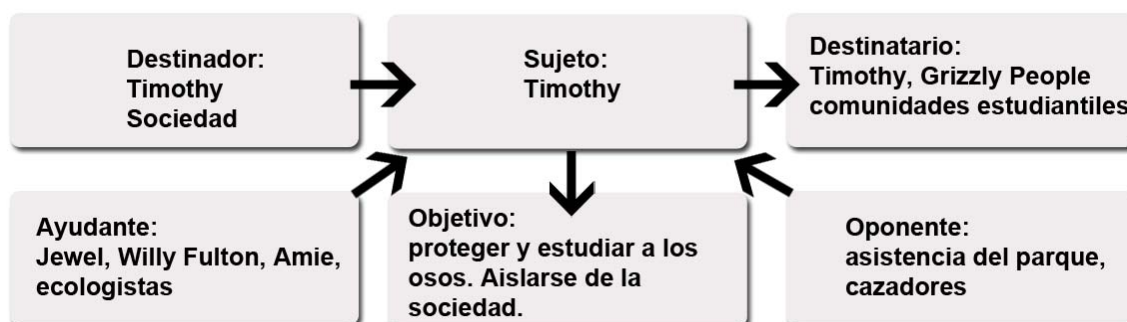 Destinador:
Timothy
Sociedad
Sujeto:
Timothy
Destinatario:
Timothy, Grizzly People
comunidades estudiantiles
Ayudante:
Jewel, Willy Fulton, Amie,
ecologistas
Objetivo:
proteger y estudiar a los
osos. Aislarse de la
sociedad.
Oponente:
asistencia del parque,
cazadores